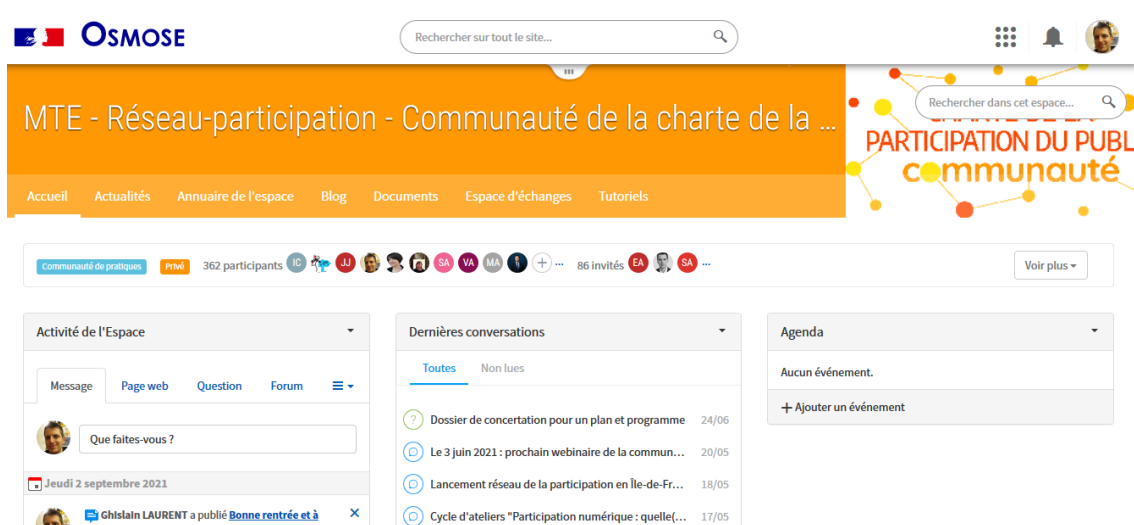 OSMOSE
Rechercher sur tout le site...
MTE - Réseau-participation - Communauté de la charte de la ...
Rechercher dans cet espace...
PARTICIPATION DU PUBL
communauté
Accueil Actualités Annuaire de l'espace Blog Documents Espace d'échanges Tutoriels
Communauté de pratiques Privé 362 participants IC JJ SA VA MA + ... 86 invités EA SA ... Voir plus
Activité de l'Espace
Message Page web Question Forum
Que faites-vous ?
Jeudi 2 septembre 2021
Ghislain LAURENT a publié Bonne rentrée et à
Dernières conversations
Toutes Non lues
? Dossier de concertation pour un plan et programme 24/06
Le 3 juin 2021 : prochain webinaire de la commun... 20/05
Lancement réseau de la participation en Île-de-Fr... 18/05
Cycle d'ateliers "Participation numérique : quelle(... 17/05
Agenda
Aucun événement.
+ Ajouter un événement